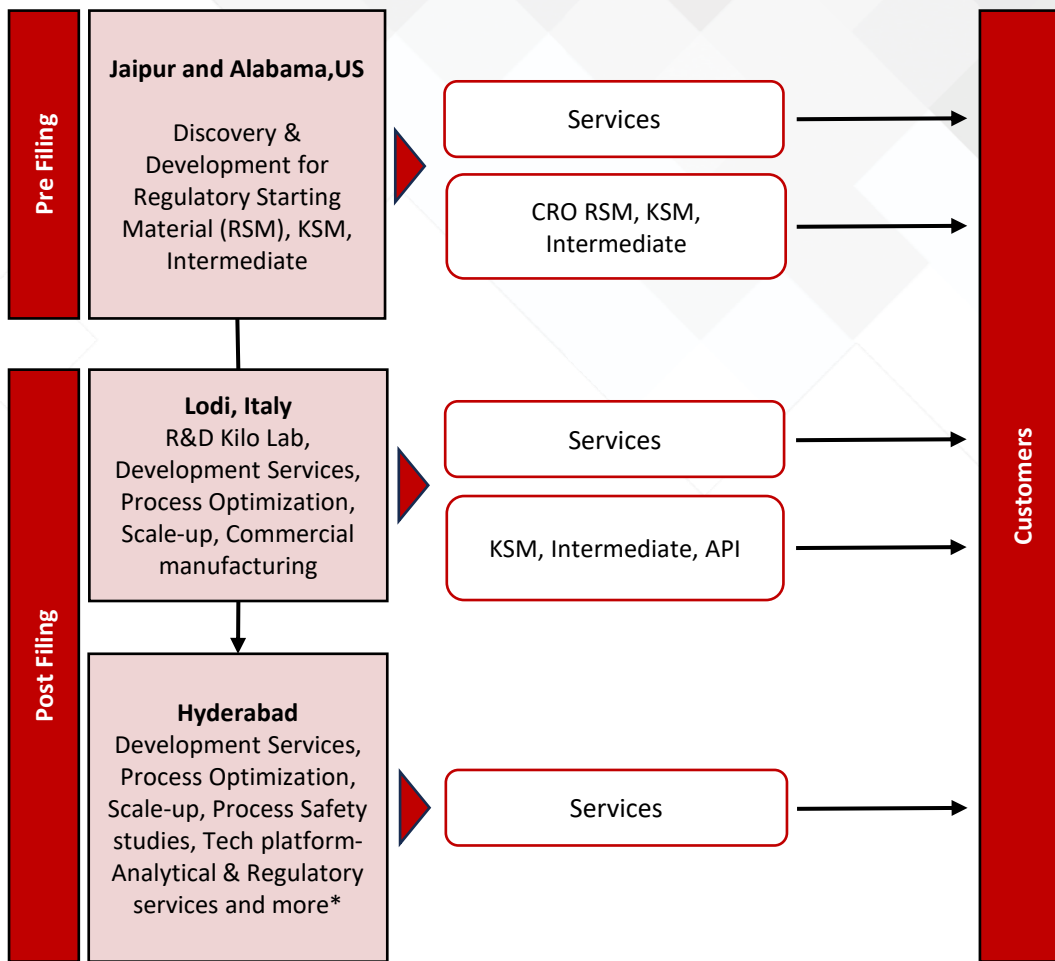 Pre Filing
Jaipur and Alabama,US
Discovery &
Development for
Regulatory Starting
Material (RSM), KSM,
Intermediate
Services
CRO RSM, KSM,
Intermediate
Post Filing
Lodi, Italy
R&D Kilo Lab,
Development Services,
Process Optimization,
Scale-up, Commercial
manufacturing
Services
KSM, Intermediate, API
Hyderabad
Development Services,
Process Optimization,
Scale-up, Process Safety
studies, Tech platform-
Analytical & Regulatory
services and more*
Services
Customers